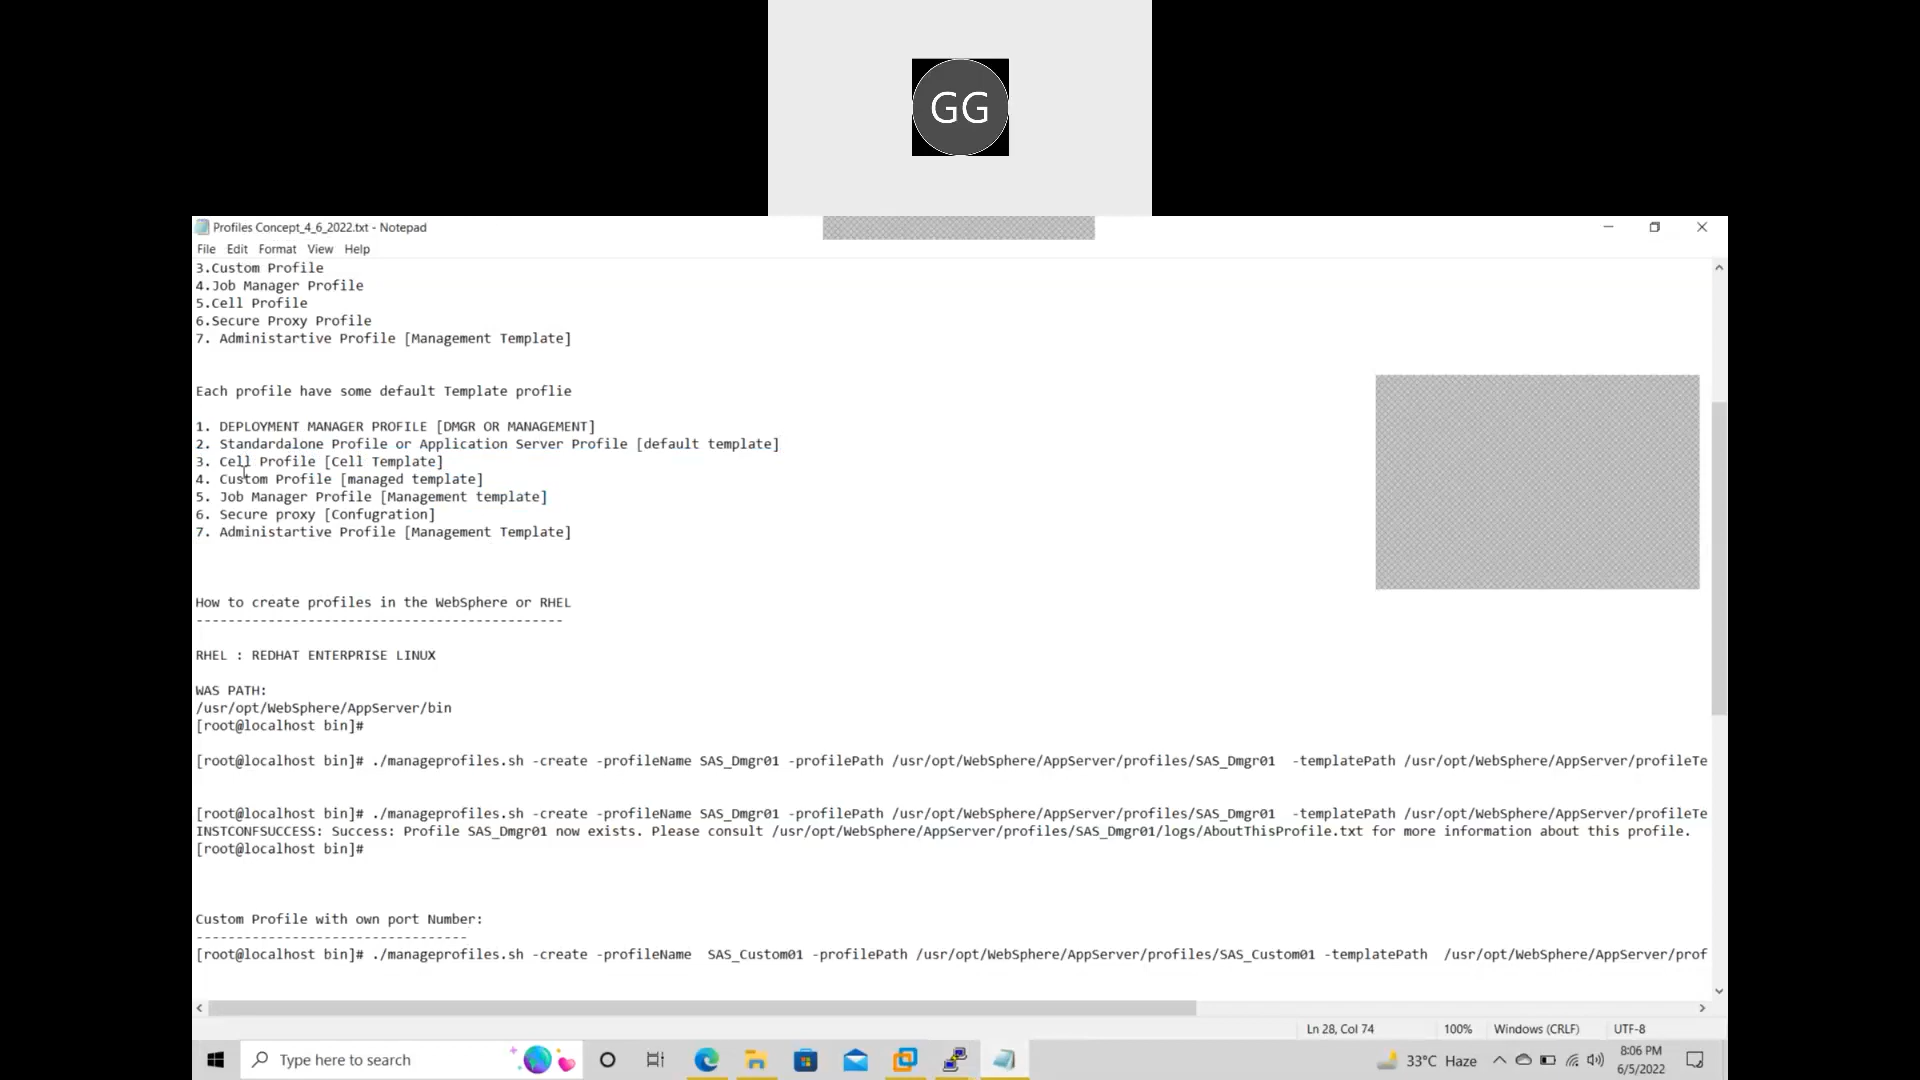 GG
Profiles Concept_4_6_2022.txt - Notepad
File Edit Format View Help
3.Custom Profile
4.Job Manager Profile
5.Cell Profile
6.Secure Proxy Profile
7. Administartive Profile [Management Template]
Each profile have some default Template proflie
1. DEPLOYMENT MANAGER PROFILE [DMGR OR MANAGEMENT]
2. Standardalone Profile or Application Server Profile [default template]
3. Cell Profile [Cell Template]
4. Custom Profile [managed template]
5. Job Manager Profile [Management template]
6. Secure proxy [Confugration]
7. Administartive Profile [Management Template]
How to create profiles in the WebSphere or RHEL
----------------------------------------------
RHEL : REDHAT ENTERPRISE LINUX
WAS PATH:
/usr/opt/WebSphere/AppServer/bin
[root@localhost bin]#
[root@localhost bin]# ./manageprofiles.sh -create -profileName SAS_Dmgr01 -profilePath /usr/opt/WebSphere/AppServer/profiles/SAS_Dmgr01  -templatePath /usr/opt/WebSphere/AppServer/profileTe
[root@localhost bin]# ./manageprofiles.sh -create -profileName SAS_Dmgr01 -profilePath /usr/opt/WebSphere/AppServer/profiles/SAS_Dmgr01  -templatePath /usr/opt/WebSphere/AppServer/profileTe
INSTCONFSUCCESS: Success: Profile SAS_Dmgr01 now exists. Please consult /usr/opt/WebSphere/AppServer/profiles/SAS_Dmgr01/logs/AboutThisProfile.txt for more information about this profile.
[root@localhost bin]#
Custom Profile with own port Number:
----------------------------------
[root@localhost bin]# ./manageprofiles.sh -create -profileName  SAS_Custom01 -profilePath /usr/opt/WebSphere/AppServer/profiles/SAS_Custom01 -templatePath  /usr/opt/WebSphere/AppServer/prof
Ln 28, Col 74 100% Windows (CRLF) UTF-8
Type here to search
33°C Haze
8:06 PM
6/5/2022